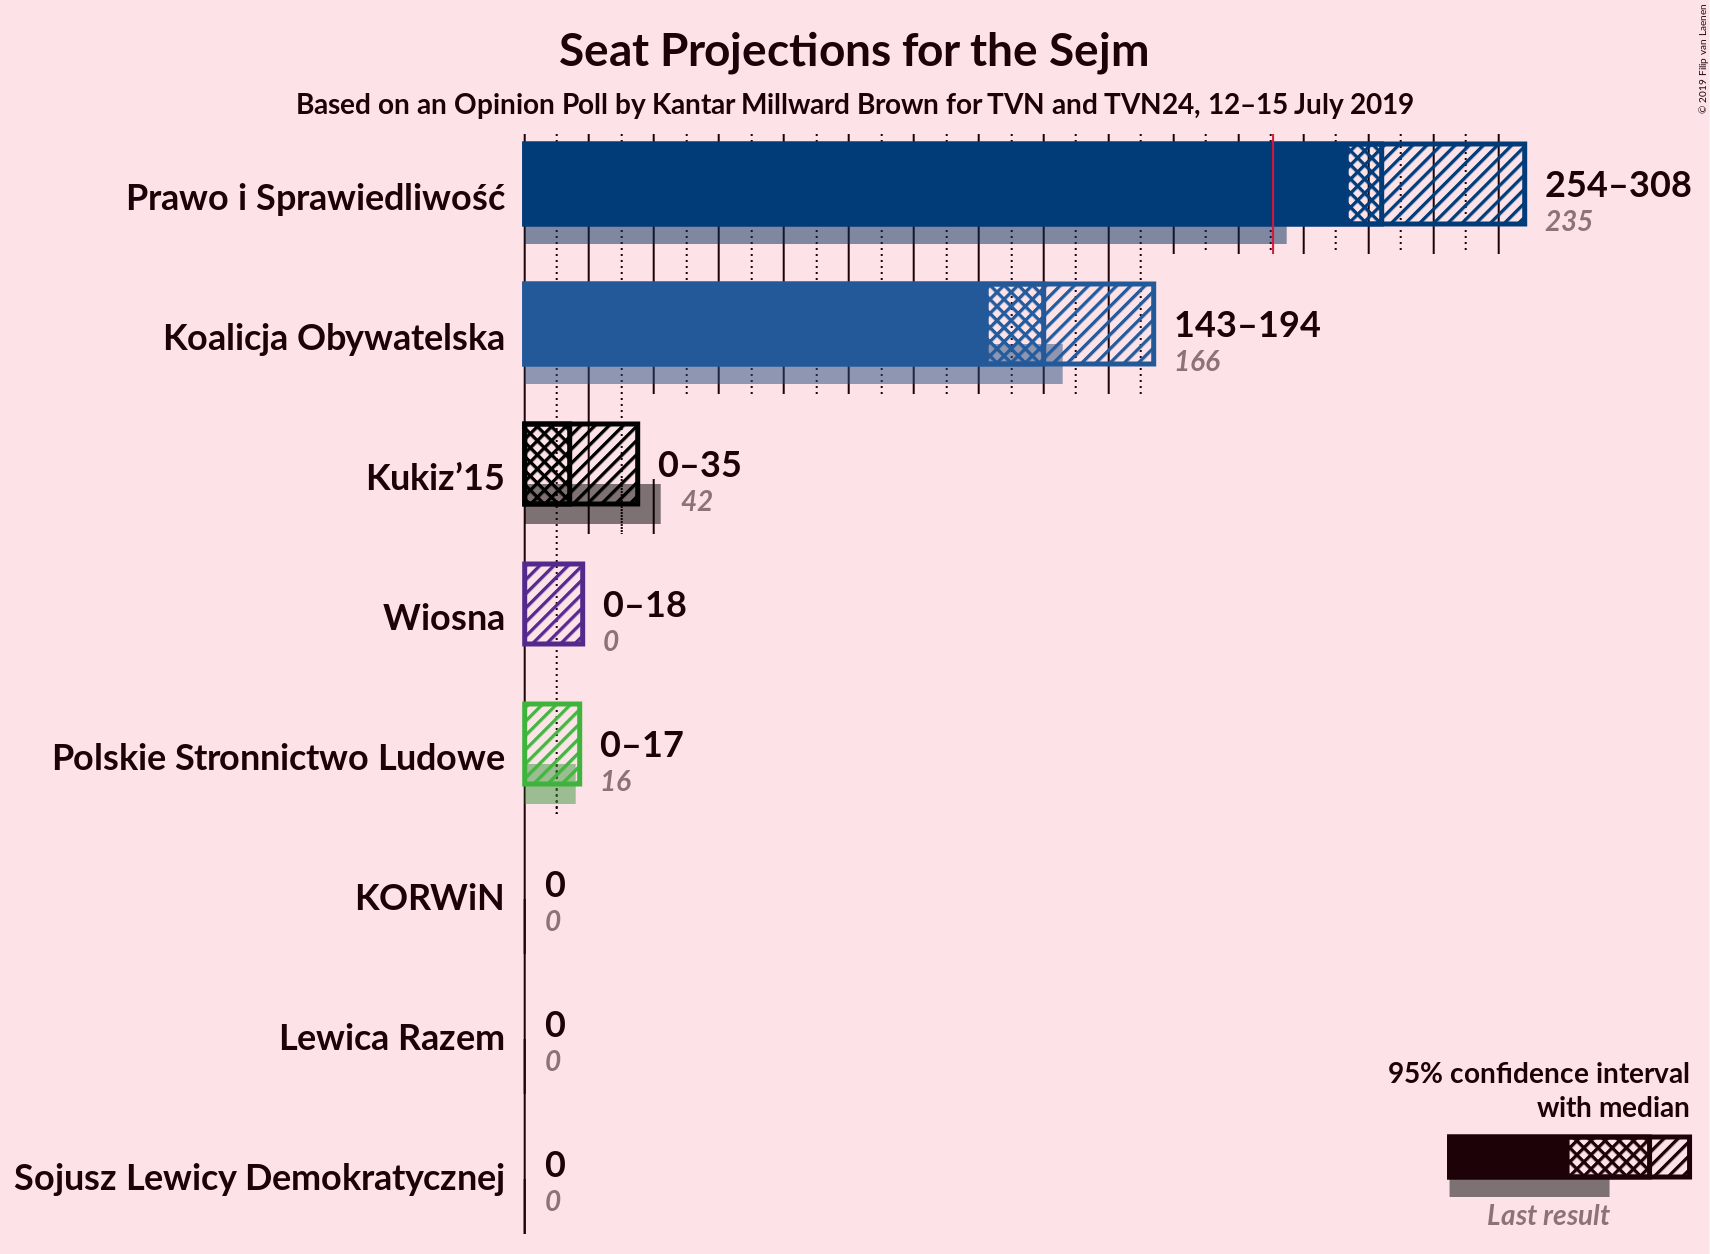 Seat Projections for the Sejm
Based on an Opinion Poll by Kantar Millward Brown for TVN and TVN24, 12–15 July 2019
© 2019 Filip van Laenen
Prawo i Sprawiedliwość
254–308
235
Koalicja Obywatelska
143–194
166
Kukiz’15
0–35
42
Wiosna
0–18
0
Polskie Stronnictwo Ludowe
0–17
16
KORWiN
0
0
Lewica Razem
0
0
Sojusz Lewicy Demokratycznej
0
0
95% confidence interval
with median
Last result